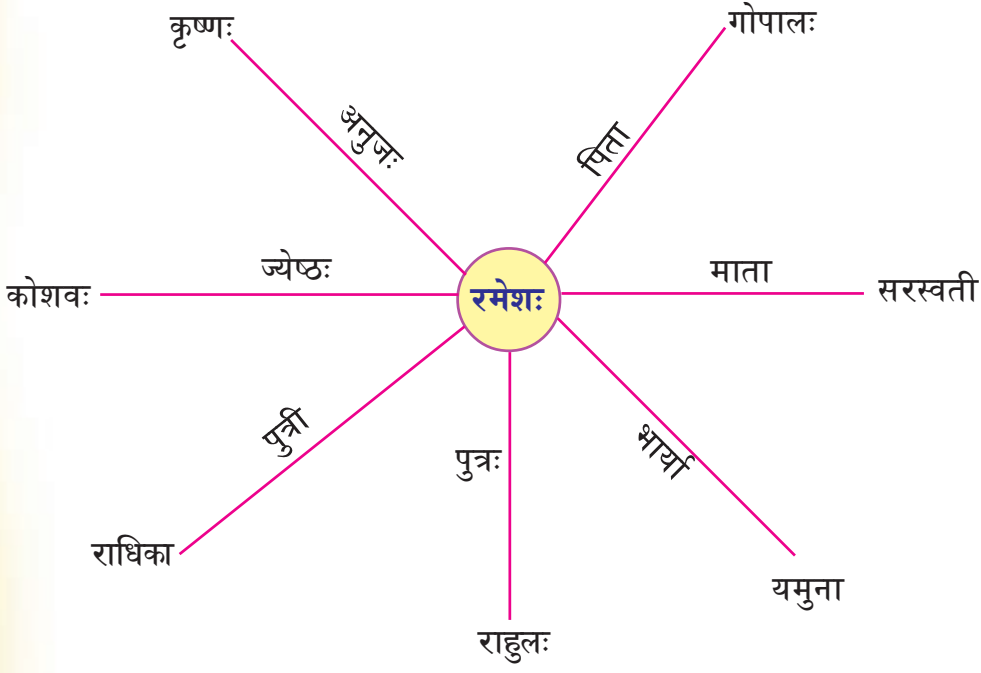 कृष्णः
गोपालः
अनुजः
पिता
ज्येष्ठः
माता
कोशवः
रमेशः
सरस्वती
पुत्री
पुत्रः
भार्या
राधिका
यमुना
राहुलः